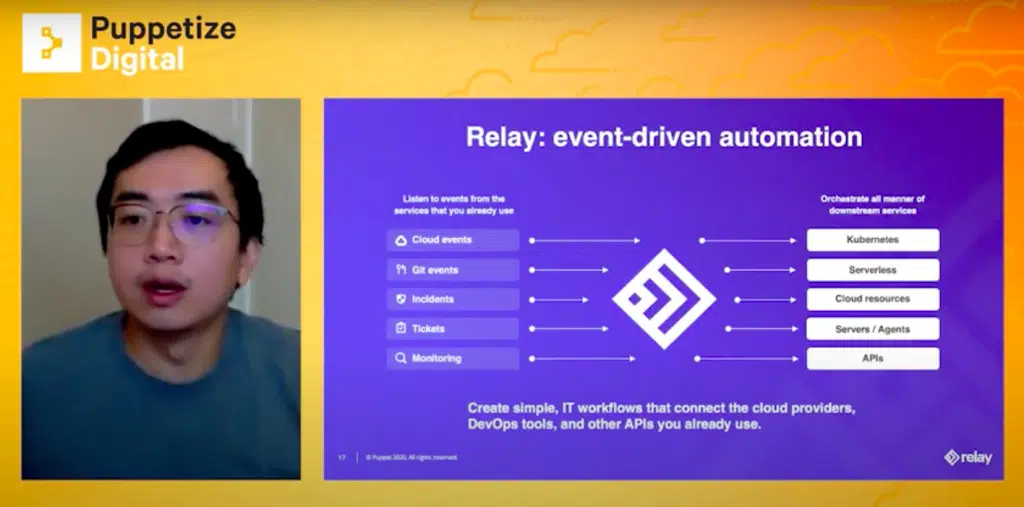 Puppetize
Digital
Relay: event-driven automation
Listen to events from the
services that you already use
Cloud events
Git events
Incidents
Tickets
Monitoring
Orchestrate all manner of
downstream services
Kubernetes
Serverless
Cloud resources
Servers / Agents
APIs
Create simple, IT workflows that connect the cloud providers,
DevOps tools, and other APIs you already use.
17
© Puppet 2020. All rights reserved.
relay